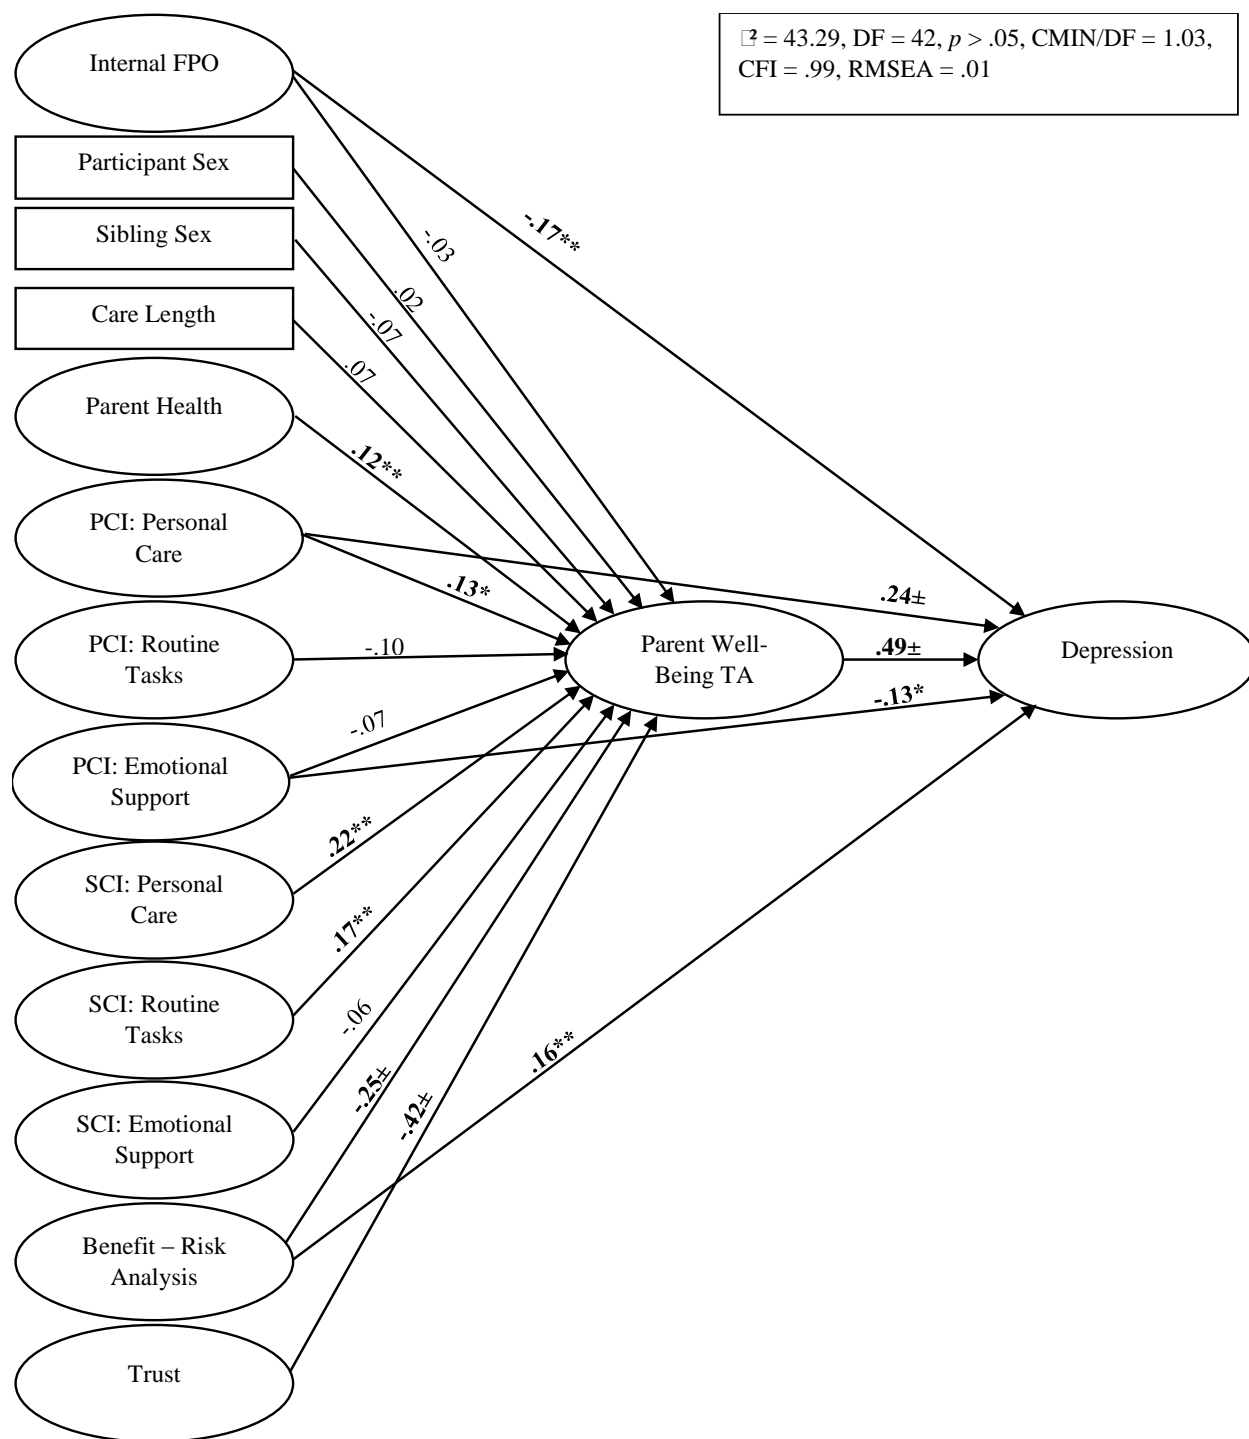 Internal FPO
□² = 43.29, DF = 42, p > .05, CMIN/DF = 1.03,
CFI = .99, RMSEA = .01
Participant Sex
Sibling Sex
Care Length
Parent Health
PCI: Personal
Care
PCI: Routine
Tasks
PCI: Emotional
Support
SCI: Personal
Care
SCI: Routine
Tasks
SCI: Emotional
Support
Benefit – Risk
Analysis
Trust
-.17**
-.03
.02
-.07
.07
.12**
.13*
-.10
-.07
.22**
.17**
-.06
-.25±
-.42±
Parent Well-
Being TA
.24±
.49±
-.13*
.16**
Depression